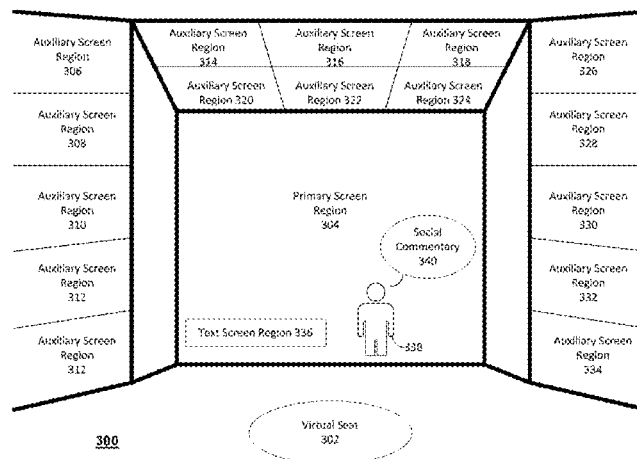 Auxiliary Screen
Region
306
Auxiliary Screen
Region
308
Auxiliary Screen
Region
310
Auxiliary Screen
Region
312
Auxiliary Screen
Region
312
Auxiliary Screen
Region
314
Auxiliary Screen
Region
316
Auxiliary Screen
Region
318
Auxiliary Screen
Region 320
Auxiliary Screen
Region 322
Auxiliary Screen
Region 324
Primary Screen
Region
304
Social
Commentary
340
Text Screen Region 336
338
Auxiliary Screen
Region
326
Auxiliary Screen
Region
328
Auxiliary Screen
Region
330
Auxiliary Screen
Region
332
Auxiliary Screen
Region
334
Virtual Seat
302
300